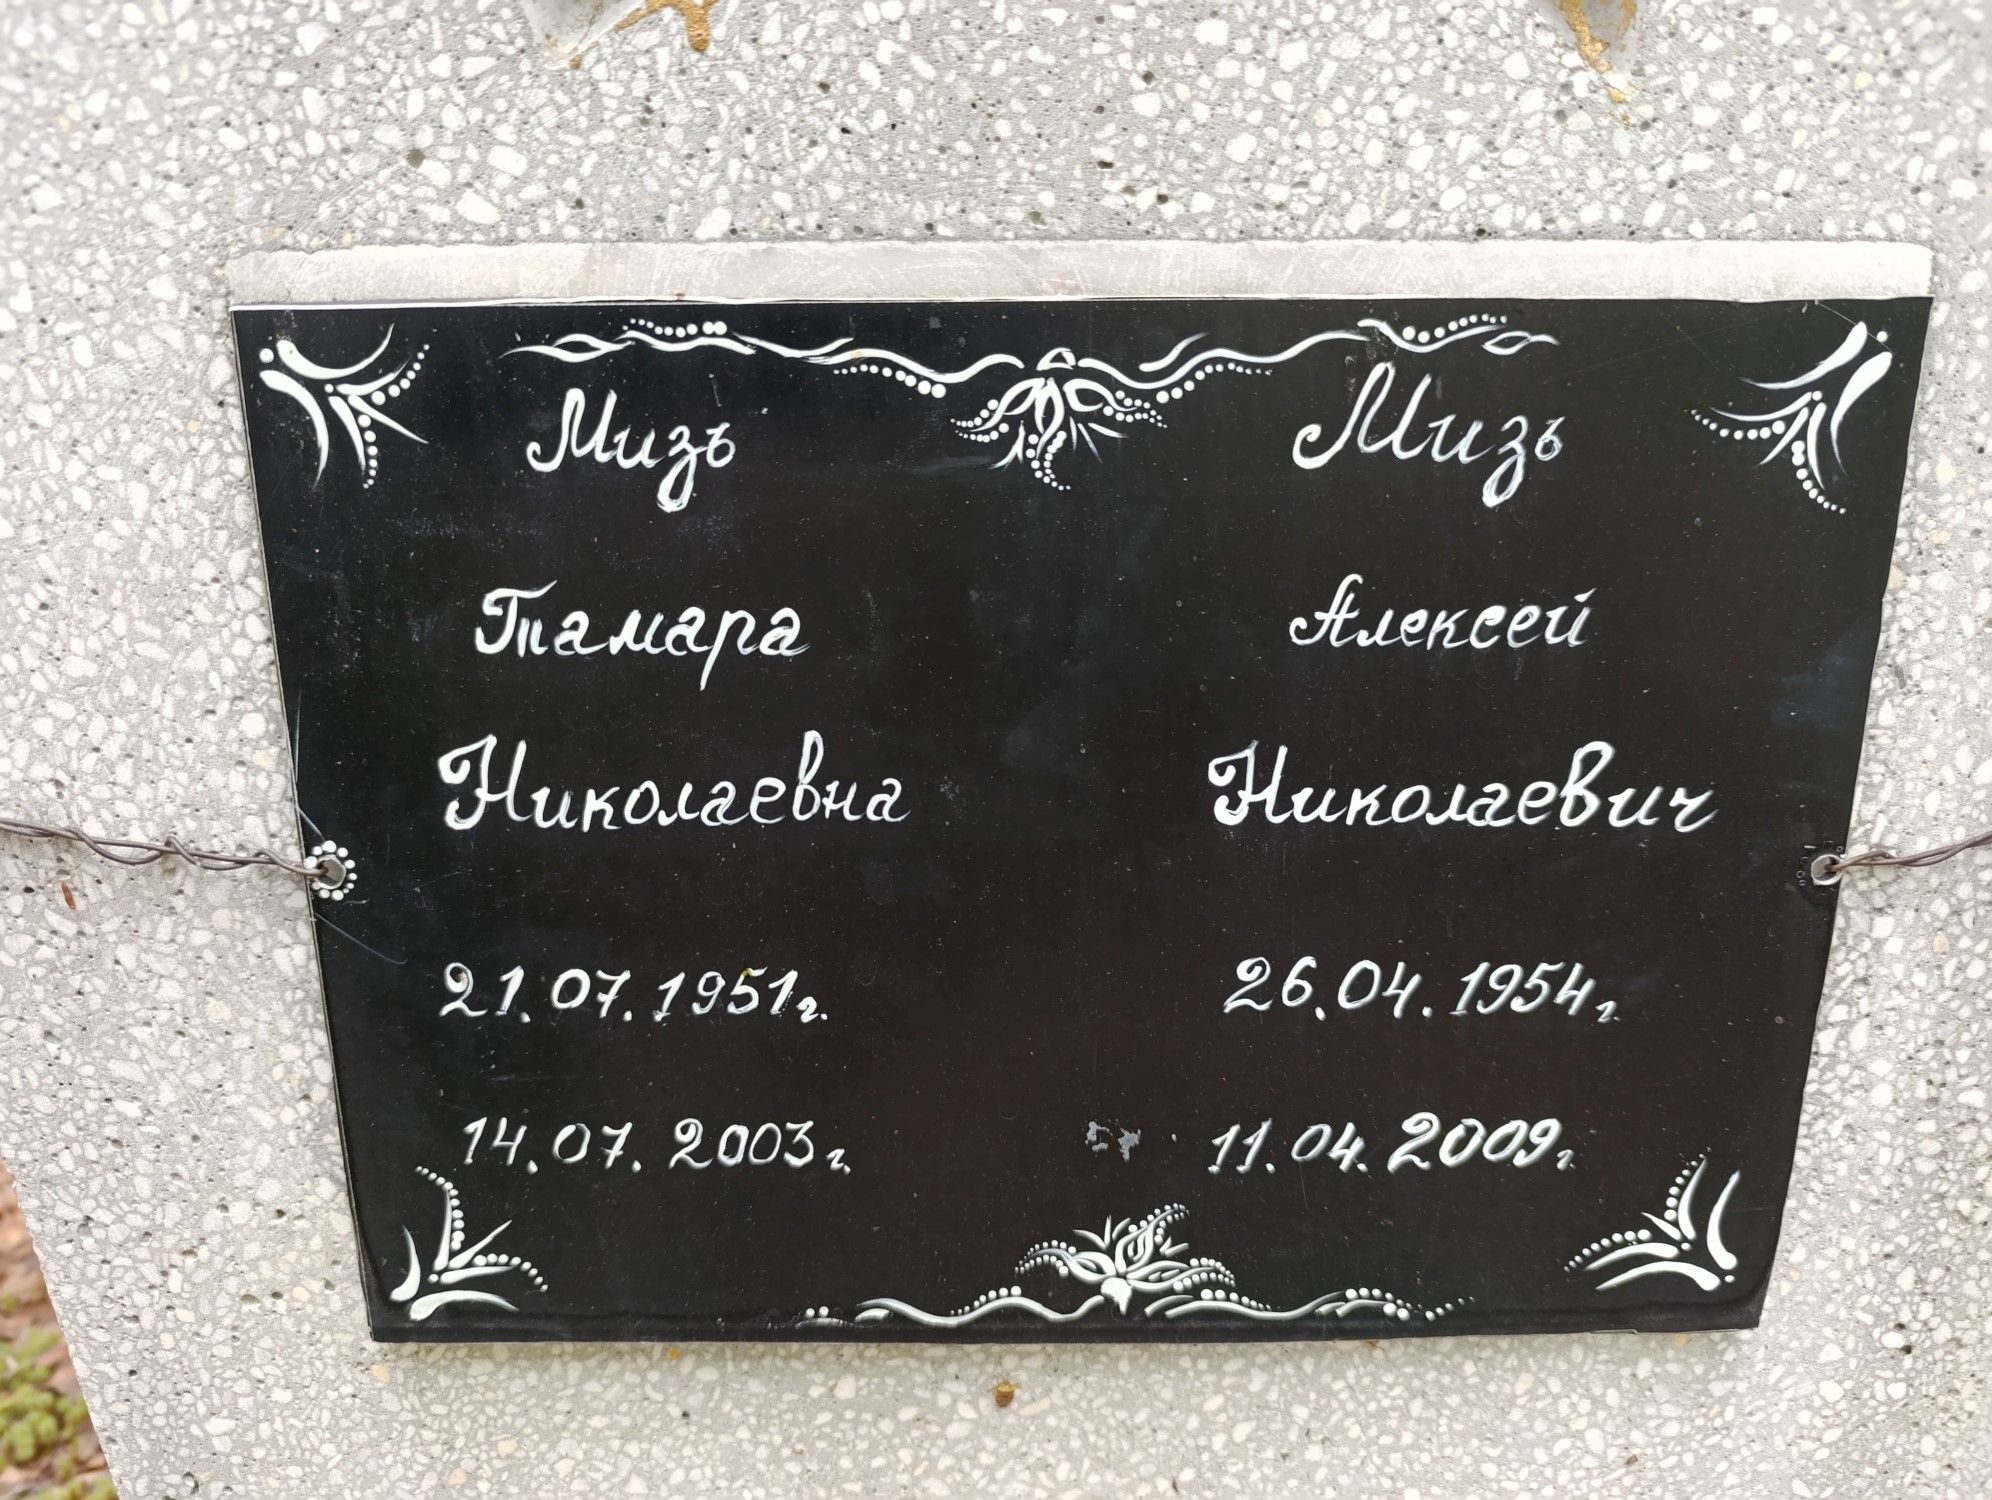 Мизь
Тамара
Николаевна
21.07.1951г.
14.07.2003г.
Мизь
Алексей
Николаевич
26.04.1954г.
11.04.2009г.